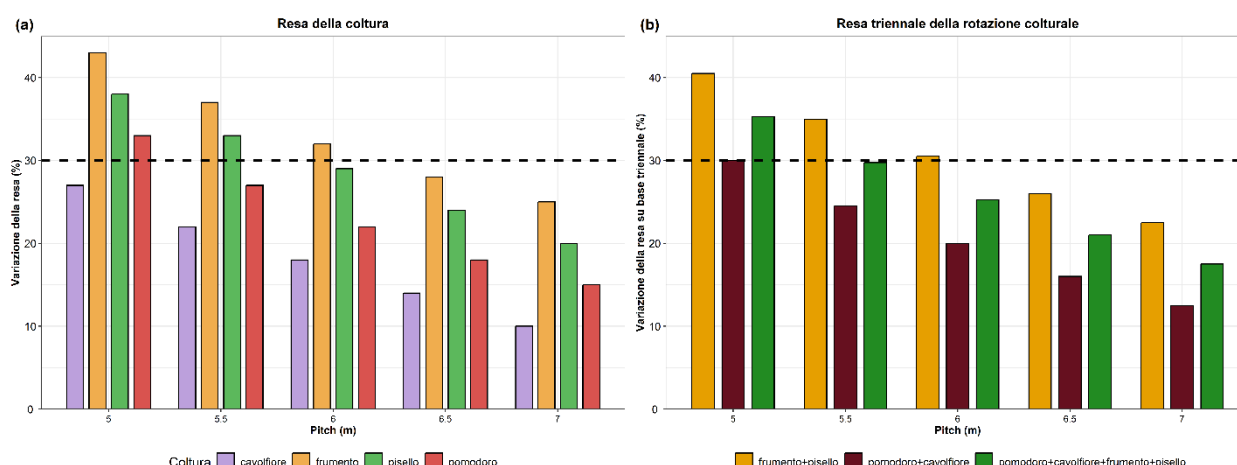 (a)
Resa della coltura
Variazione della resa (%)
40
30
20
10
0
5
5.5
6
6.5
7
Pitch (m)
Coltura cavolfiore frumento pisello pomodoro
(b)
Resa triennale della rotazione colturale
Variazione della resa su base triennale (%)
40
30
20
10
0
5
5.5
6
6.5
7
Pitch (m)
frumento+pisello pomodoro+cavolfiore pomodoro+cavolfiore+frumento+pisello